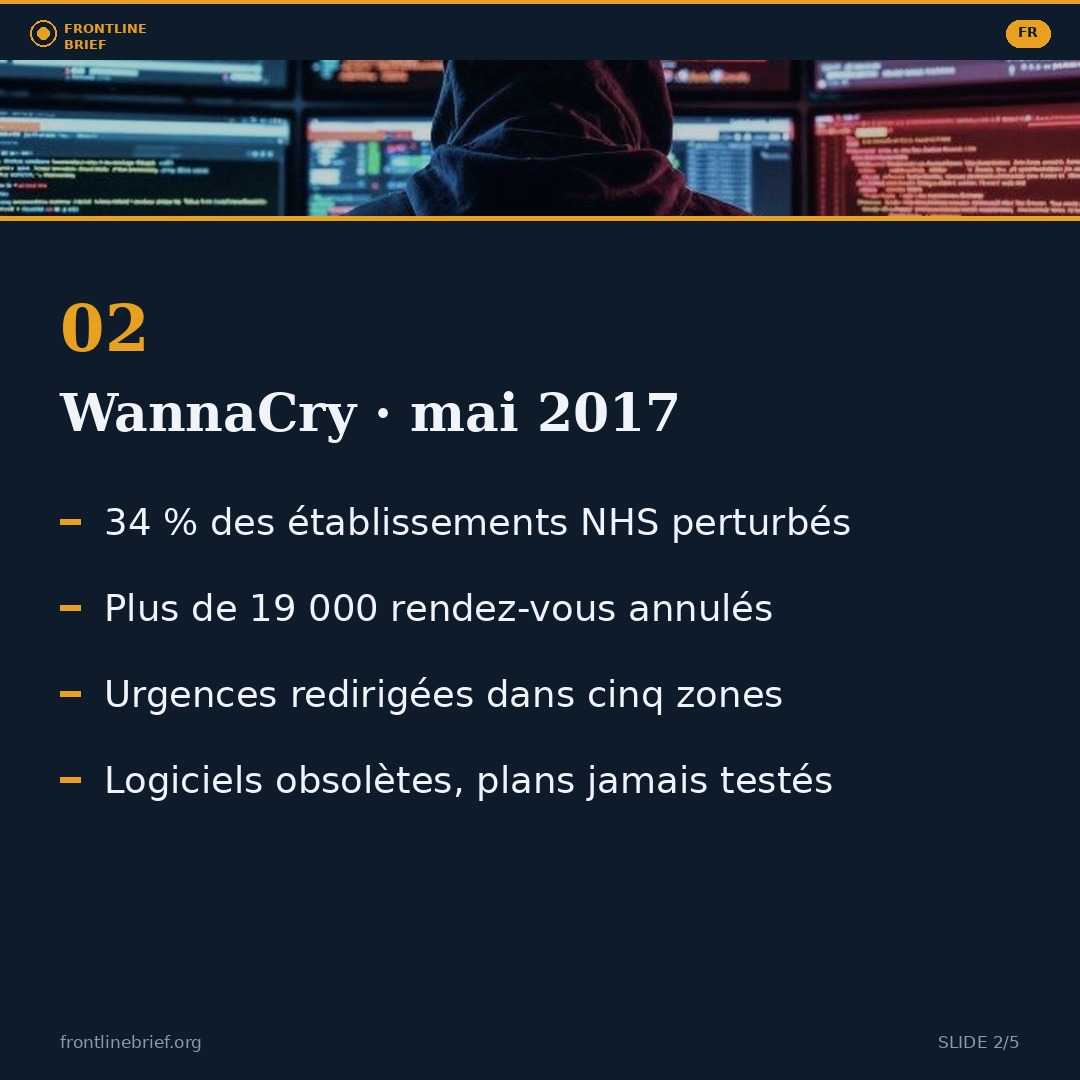 FRONTLINE
BRIEF
FR
02
WannaCry · mai 2017
– 34 % des établissements NHS perturbés
– Plus de 19 000 rendez-vous annulés
– Urgences redirigées dans cinq zones
– Logiciels obsolètes, plans jamais testés
frontlinebrief.org
SLIDE 2/5